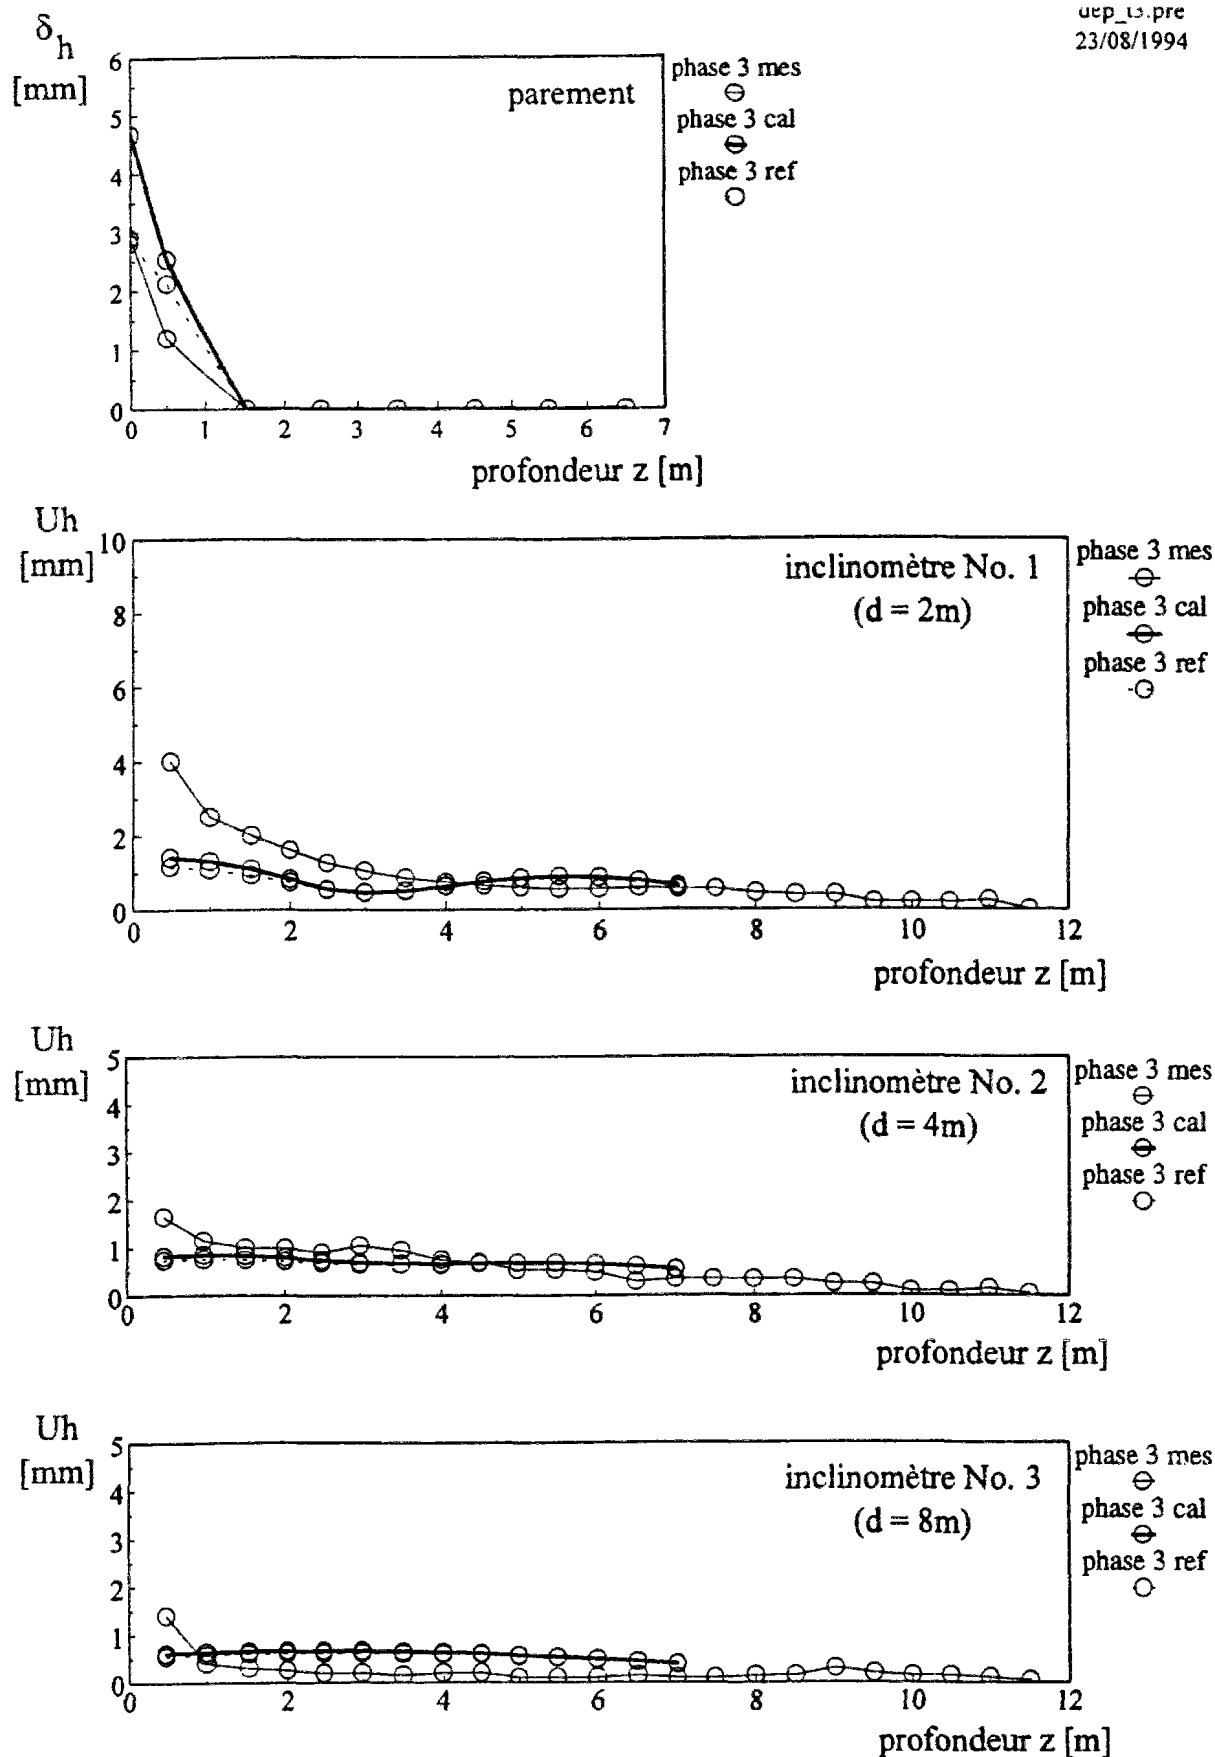 23/08/1994
δh
[mm]
6
5
4
3
2
1
0
0 1 2 3 4 5 6 7
parement
phase 3 mes
phase 3 cal
phase 3 ref
profondeur z [m]
Uh
[mm]
10
8
6
4
2
0
0 2 4 6 8 10 12
inclinomètre No. 1
(d = 2m)
phase 3 mes
phase 3 cal
phase 3 ref
profondeur z [m]
Uh
[mm]
5
4
3
2
1
0
0 2 4 6 8 10 12
inclinomètre No. 2
(d = 4m)
phase 3 mes
phase 3 cal
phase 3 ref
profondeur z [m]
Uh
[mm]
5
4
3
2
1
0
0 2 4 6 8 10 12
inclinomètre No. 3
(d = 8m)
phase 3 mes
phase 3 cal
phase 3 ref
profondeur z [m]